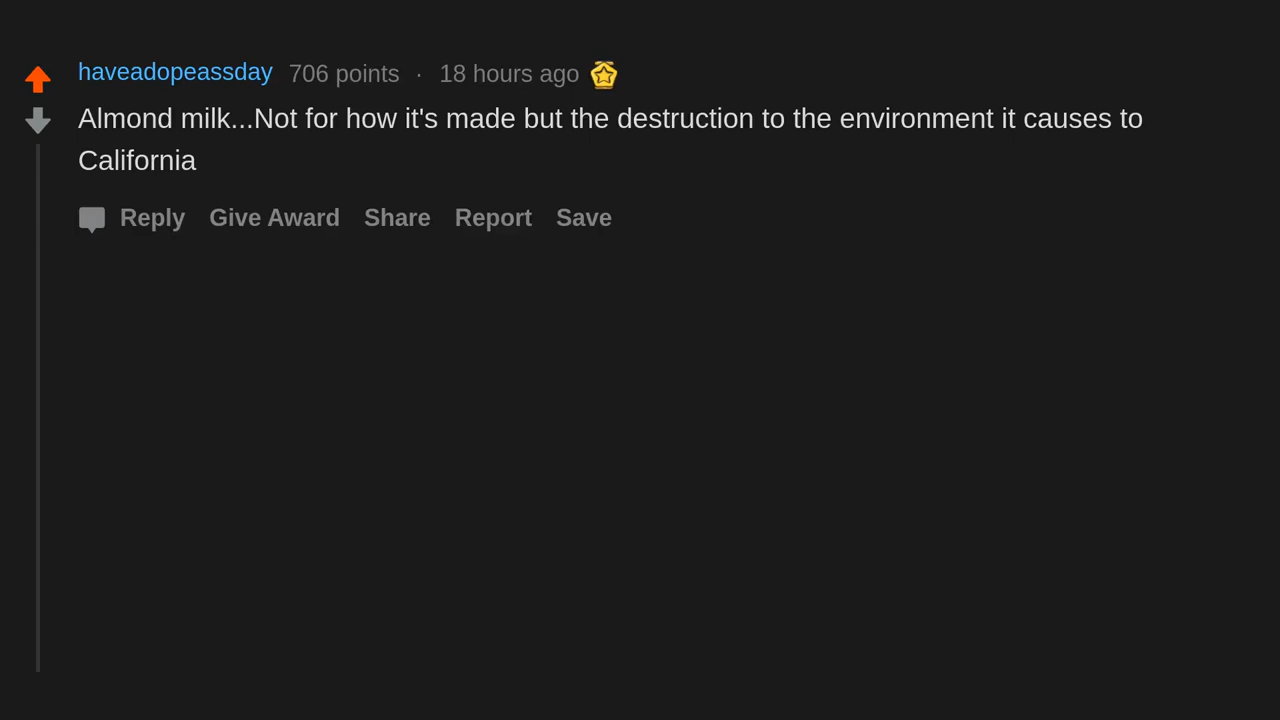 haveadopeassday 706 points · 18 hours ago
Almond milk...Not for how it's made but the destruction to the environment it causes to
California
Reply Give Award Share Report Save